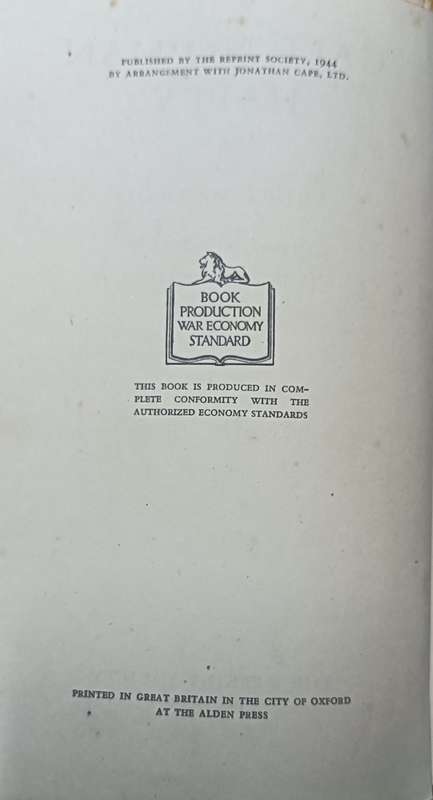 PUBLISHED BY THE REPRINT SOCIETY, 1944
BY ARRANGEMENT WITH JONATHAN CAPE, LTD.
BOOK
PRODUCTION
WAR ECONOMY
STANDARD
THIS BOOK IS PRODUCED IN COM-
PLETE CONFORMITY WITH THE
AUTHORIZED ECONOMY STANDARDS
PRINTED IN GREAT BRITAIN IN THE CITY OF OXFORD
AT THE ALDEN PRESS